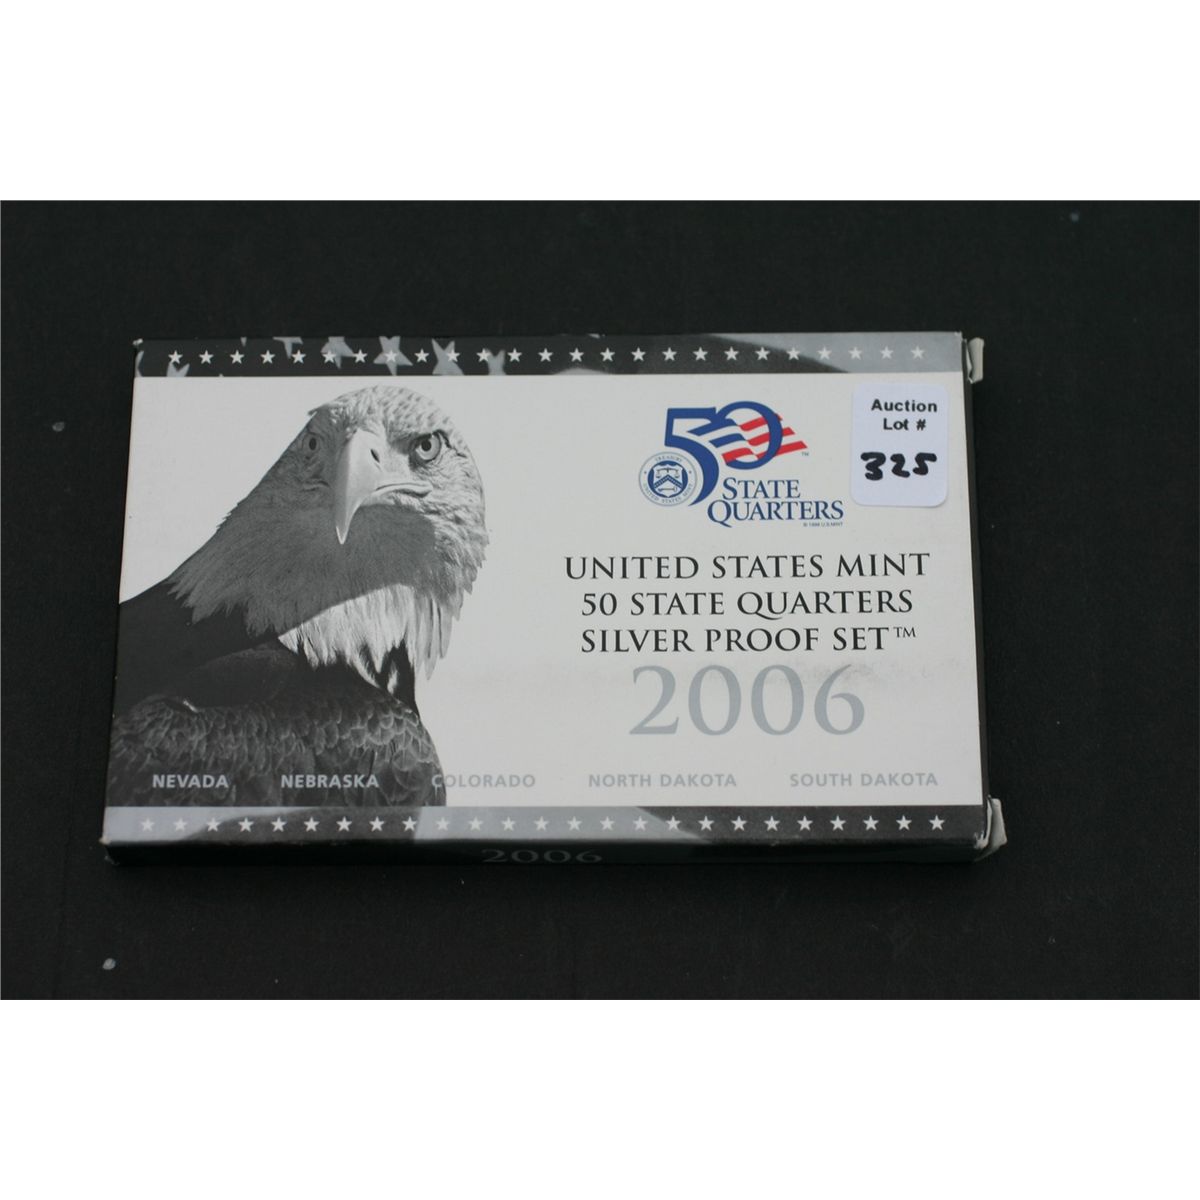 Auction
Lot #
325
50
STATE
QUARTERS
UNITED STATES MINT
50 STATE QUARTERS
SILVER PROOF SET™
2006
NEVADA NEBRASKA COLORADO NORTH DAKOTA SOUTH DAKOTA
2006